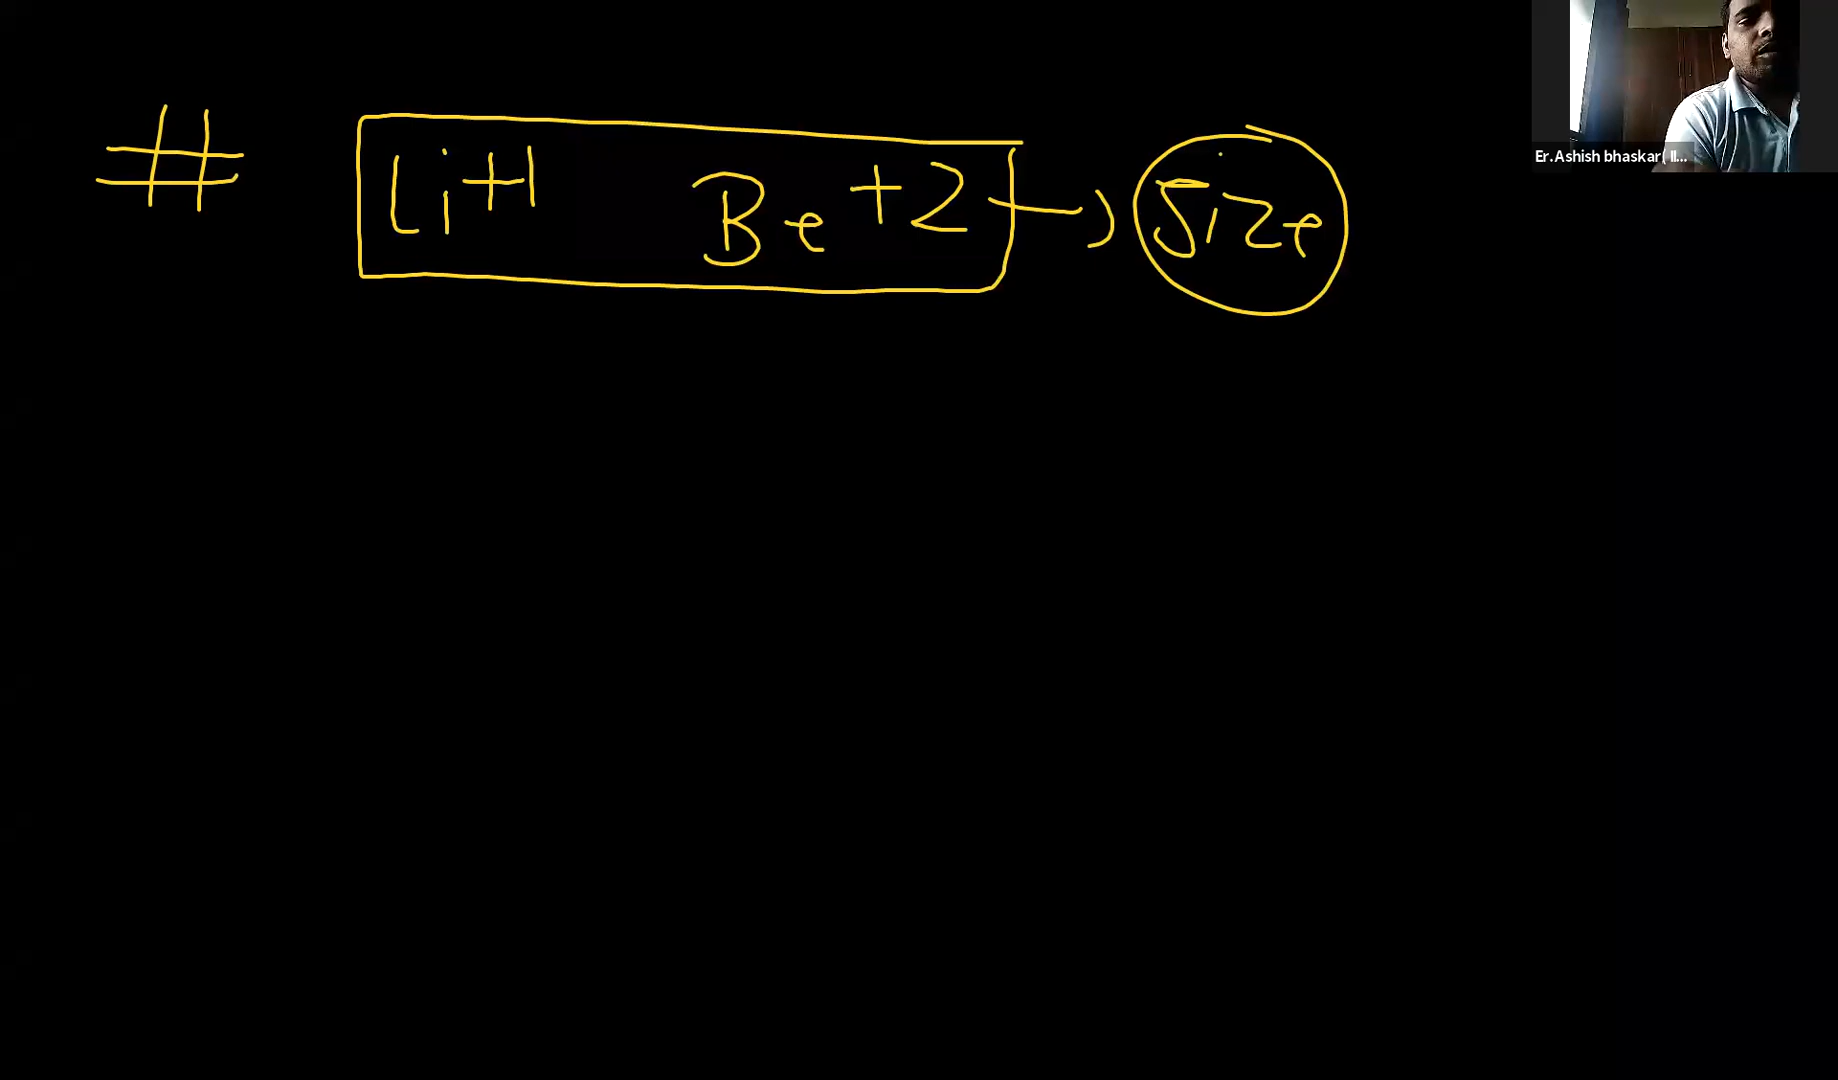 # Li+1 Be+2 → Size
Er.Ashish bhaskar( II...